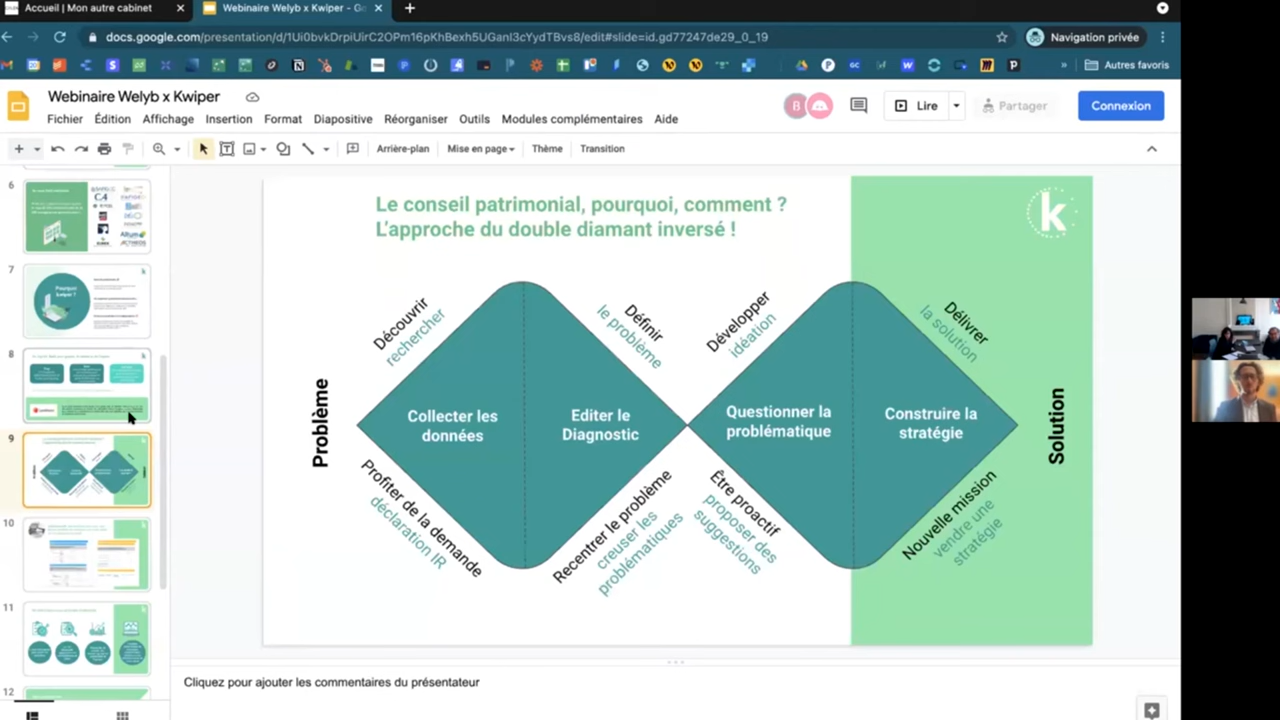 Accueil | Mon autre cabinet
Webinaire Welyb x Kwiper - Go
docs.google.com/presentation/d/1Ui0bvkDrpiUirC2OPm16pKhBexh5UGanI3cYydTBvs8/edit#slide=id.gd77247de29_0_19
Navigation privée
Autres favoris
Webinaire Welyb x Kwiper
Fichier Édition Affichage Insertion Format Diapositive Réorganiser Outils Modules complémentaires Aide
B
Lire
Partager
Connexion
Arrière-plan
Mise en page
Thème
Transition
6
7
Pourquoi
kwiper ?
8
9
10
11
12
Le conseil patrimonial, pourquoi, comment ?
L'approche du double diamant inversé !
k
Problème
Découvrir
rechercher
Définir
le problème
Développer
idéation
Délivrer
la solution
Collecter les
données
Editer le
Diagnostic
Questionner la
problématique
Construire la
stratégie
Solution
Profiter de la demande
déclaration IR
Recentrer le problème
creuser les
problématiques
Être proactif
proposer des
suggestions
Nouvelle mission
vendre une
stratégie
Cliquez pour ajouter les commentaires du présentateur